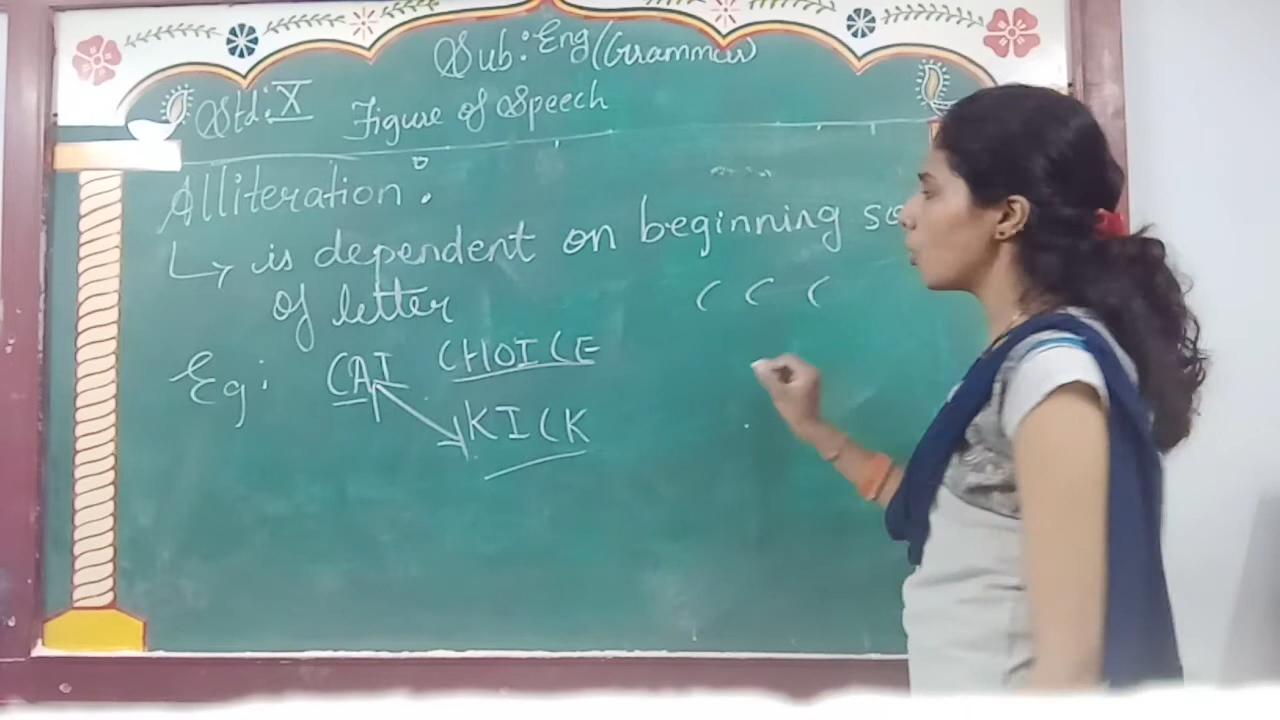 Sub: Eng (Grammar)
Std: X Figure of Speech
Alliteration:
↳ is dependent on beginning so
of letter
C C C
Eg: CAT CHOICE
KICK